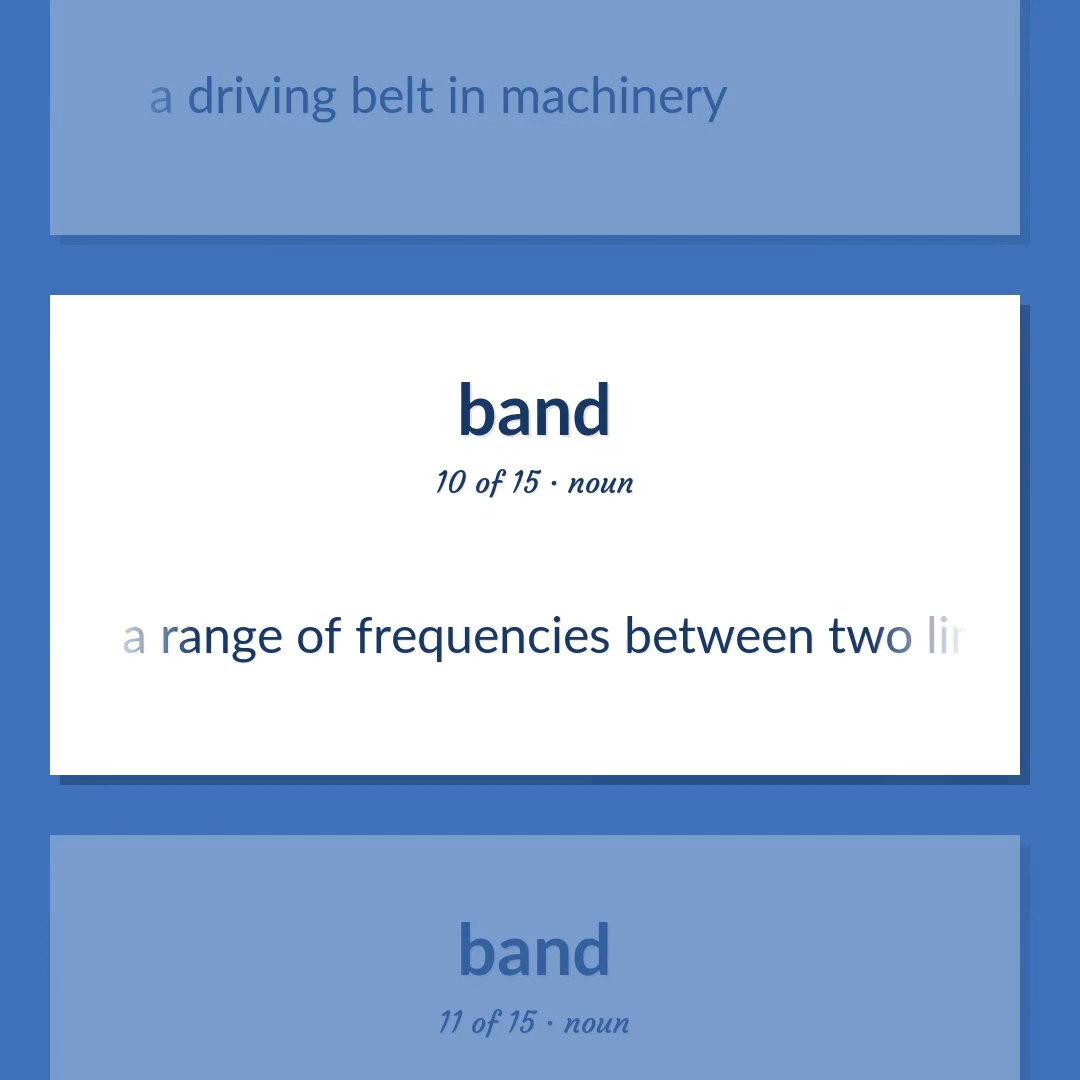 a driving belt in machinery
band
10 of 15 · noun
a range of frequencies between two
band
11 of 15 · noun